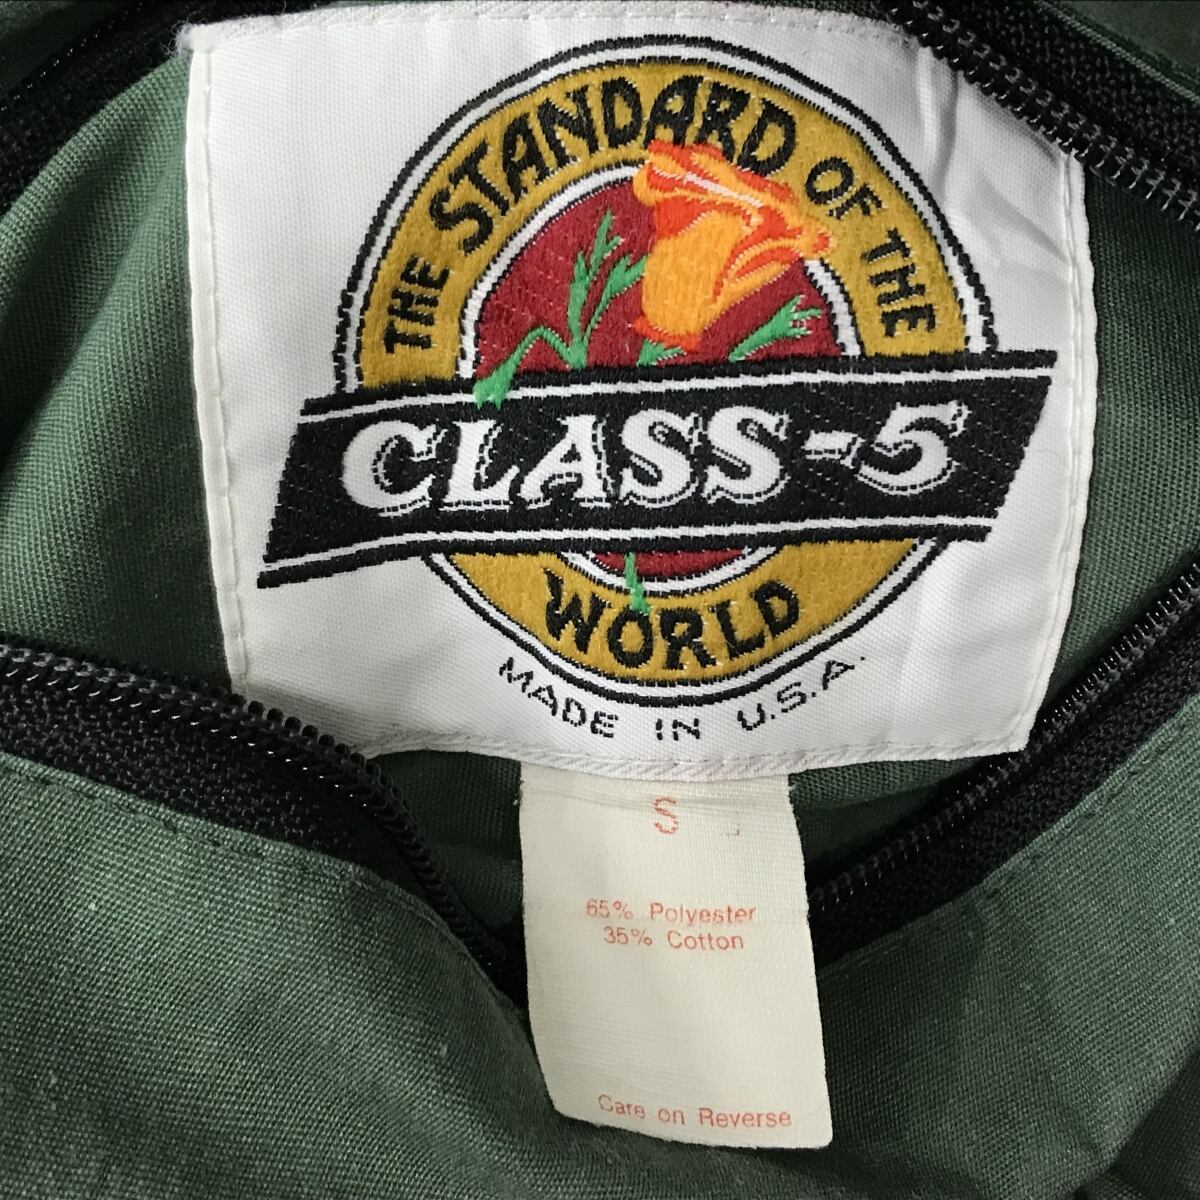 THE STANDARD OF THE
CLASS-5
WORLD
MADE IN U.S.A.
S
65% Polyester
35% Cotton
Care on Reverse